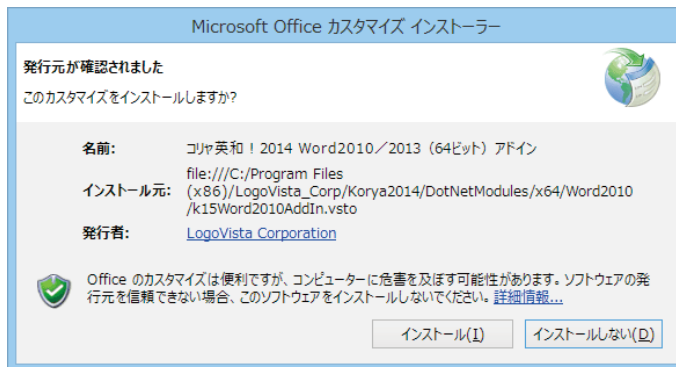 Microsoft Office カスタマイズ インストーラー
発行元が確認されました
このカスタマイズをインストールしますか?
名前: コリャ英和！2014 Word2010／2013（64ビット）アドイン
インストール元: file:///C:/Program Files
(x86)/LogoVista_Corp/Korya2014/DotNetModules/x64/Word2010
/k15Word2010AddIn.vsto
発行者: LogoVista Corporation
Office のカスタマイズは便利ですが、コンピューターに危害を及ぼす可能性があります。ソフトウェアの発
行元を信頼できない場合、このソフトウェアをインストールしないでください。詳細情報...
インストール(I) インストールしない(D)